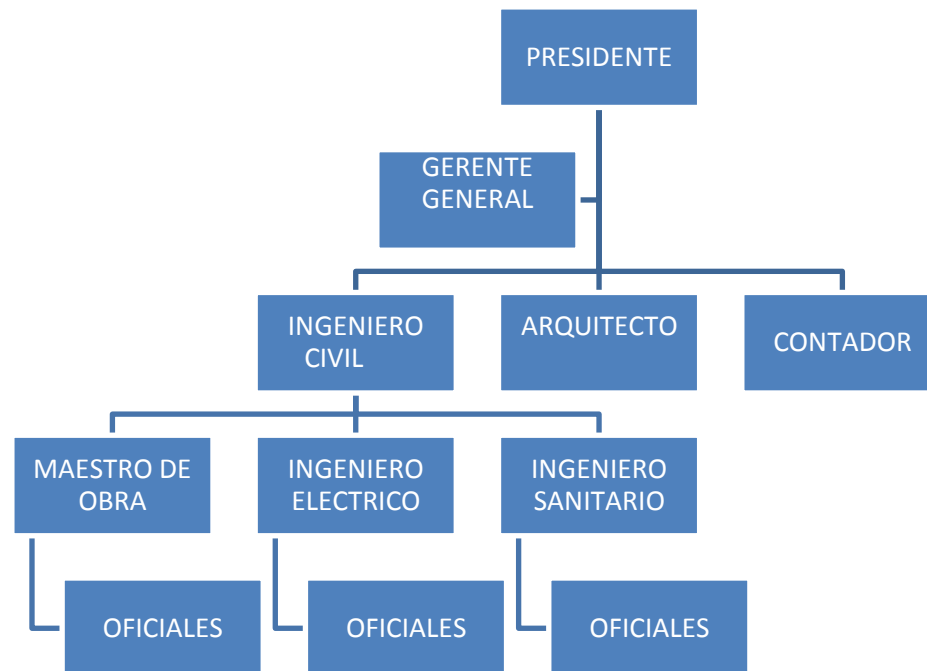 PRESIDENTE
GERENTE
GENERAL
INGENIERO
CIVIL
ARQUITECTO
CONTADOR
MAESTRO DE
OBRA
INGENIERO
ELECTRICO
INGENIERO
SANITARIO
OFICIALES
OFICIALES
OFICIALES